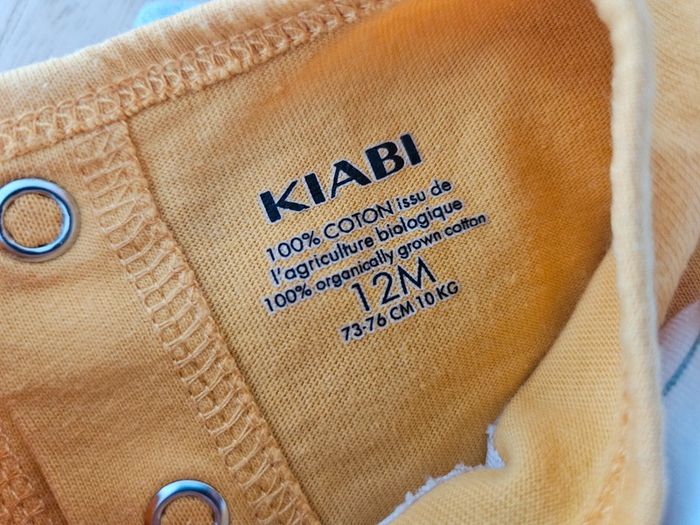 KIABI
100% COTON issu de
l'agriculture biologique
100% organically grown cotton
12M
73-76 CM 10 KG